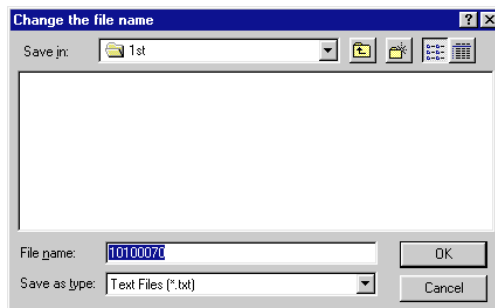 Change the file name
Save in: 1st
File name: 10100070 OK
Save as type: Text Files (*.txt) Cancel